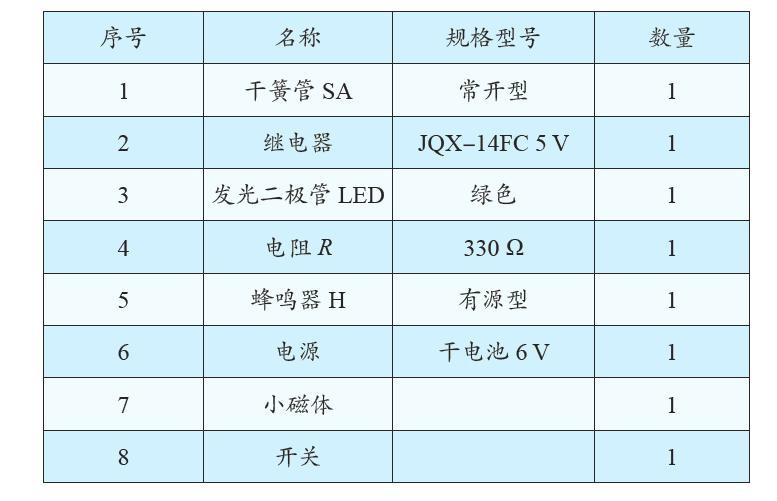 序号 名称 规格型号 数量
1 干簧管 SA 常开型 1
2 继电器 JQX-14FC 5 V 1
3 发光二极管 LED 绿色 1
4 电阻 R 330 Ω 1
5 蜂鸣器 H 有源型 1
6 电源 干电池 6 V 1
7 小磁体 1
8 开关 1